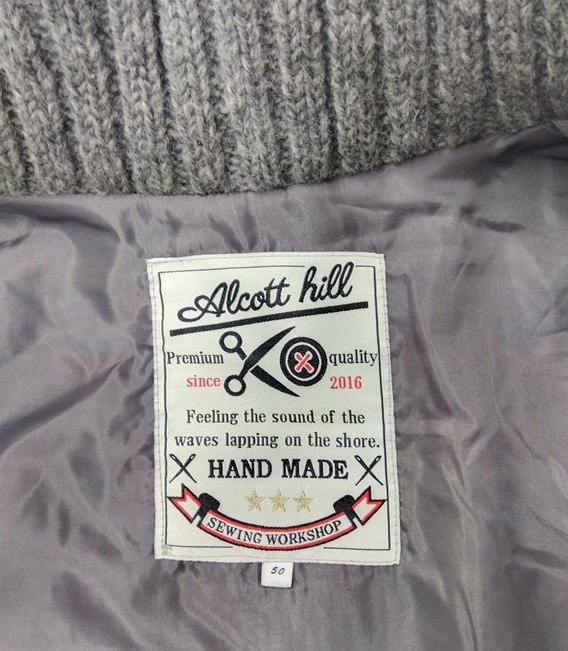 Alcott hill
Premium quality
since 2016
Feeling the sound of the
waves lapping on the shore.
HAND MADE
SEWING WORKSHOP
50